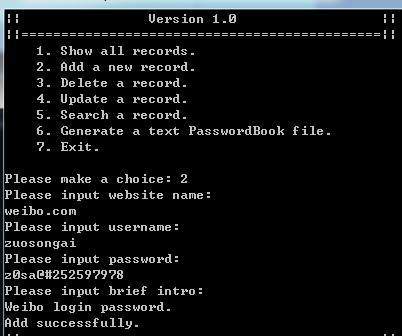 ||                Version 1.0                  ||
||=============================================||
1. Show all records.
2. Add a new record.
3. Delete a record.
4. Update a record.
5. Search a record.
6. Generate a text PasswordBook file.
7. Exit.
Please make a choice: 2
Please input website name:
weibo.com
Please input username:
zuosongai
Please input password:
z0sa@#252597978
Please input brief intro:
Weibo login password.
Add successfully.